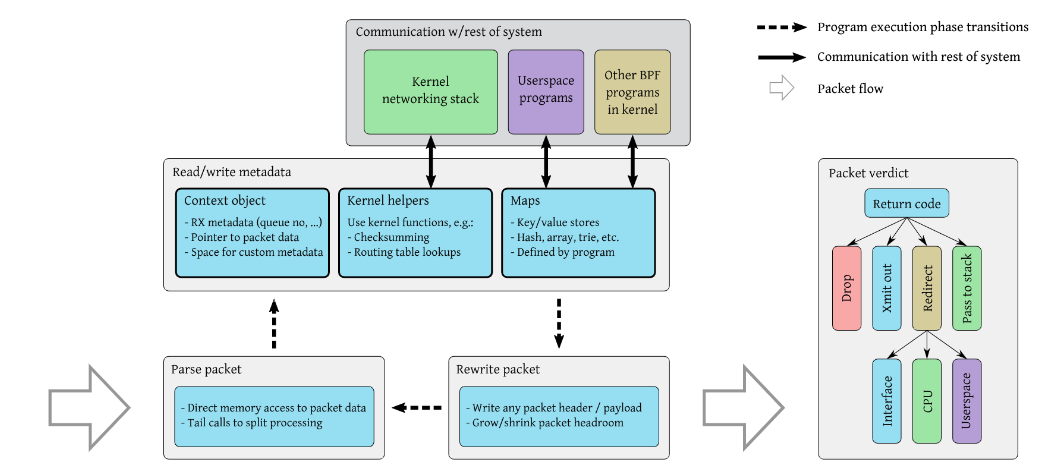 Communication w/rest of system
Kernel
networking stack
Userspace
programs
Other BPF
programs
in kernel
Program execution phase transitions
Communication with rest of system
Packet flow
Read/write metadata
Context object
- RX metadata (queue no, ...)
- Pointer to packet data
- Space for custom metadata
Kernel helpers
Use kernel functions, e.g.:
- Checksumming
- Routing table lookups
Maps
- Key/value stores
- Hash, array, trie, etc.
- Defined by program
Parse packet
- Direct memory access to packet data
- Tail calls to split processing
Rewrite packet
- Write any packet header / payload
- Grow/shrink packet headroom
Packet verdict
Return code
Drop
Xmit out
Redirect
Pass to stack
Interface
CPU
Userspace